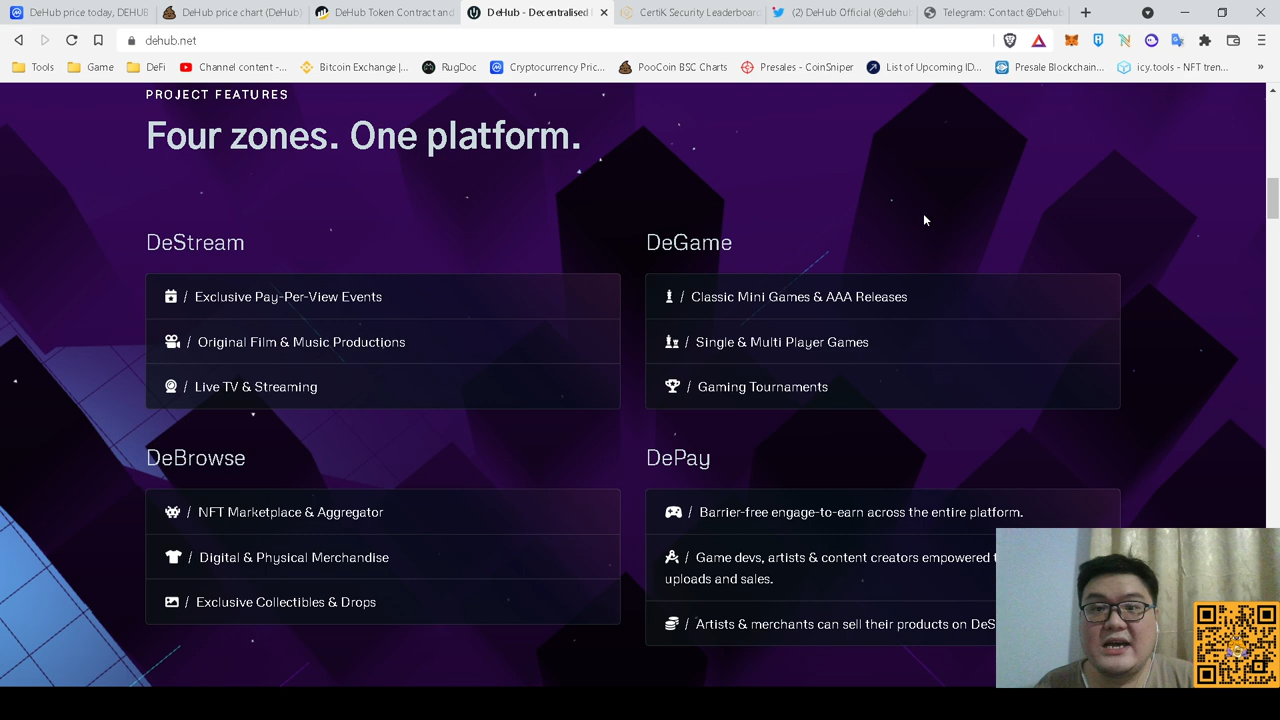 DeHub price today, DEHUB
DeHub price chart (DeHub)
DeHub Token Contract and
DeHub - Decentralised
CertiK Security Leaderboard
(2) DeHub Official (@dehub
Telegram: Contact @Dehub
dehub.net
Tools
Game
DeFi
Channel content -...
Bitcoin Exchange |...
RugDoc
Cryptocurrency Pric...
PooCoin BSC Charts
Presales - CoinSniper
List of Upcoming ID...
Presale Blockchain...
icy.tools - NFT tren...
»
PROJECT FEATURES
Four zones. One platform.
DeStream
/ Exclusive Pay-Per-View Events
/ Original Film & Music Productions
/ Live TV & Streaming
DeGame
/ Classic Mini Games & AAA Releases
/ Single & Multi Player Games
/ Gaming Tournaments
DeBrowse
/ NFT Marketplace & Aggregator
/ Digital & Physical Merchandise
/ Exclusive Collectibles & Drops
DePay
/ Barrier-free engage-to-earn across the entire platform.
/ Game devs, artists & content creators empowered
uploads and sales.
/ Artists & merchants can sell their products on DeS